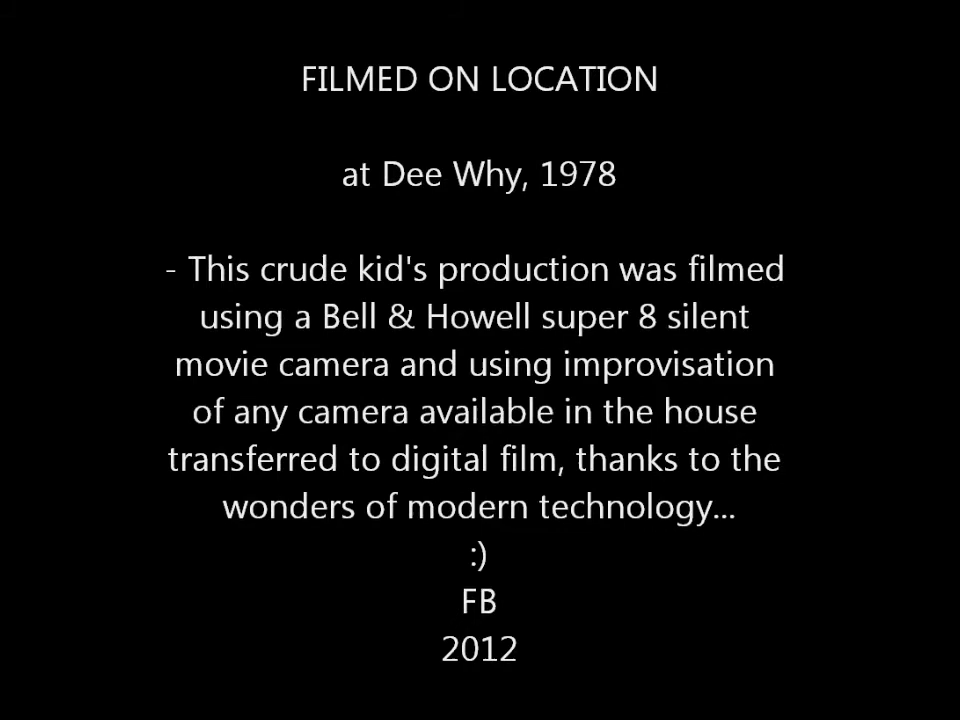 FILMED ON LOCATION
at Dee Why, 1978
- This crude kid's production was filmed
using a Bell & Howell super 8 silent
movie camera and using improvisation
of any camera available in the house
transferred to digital film, thanks to the
wonders of modern technology...
:)
FB
2012